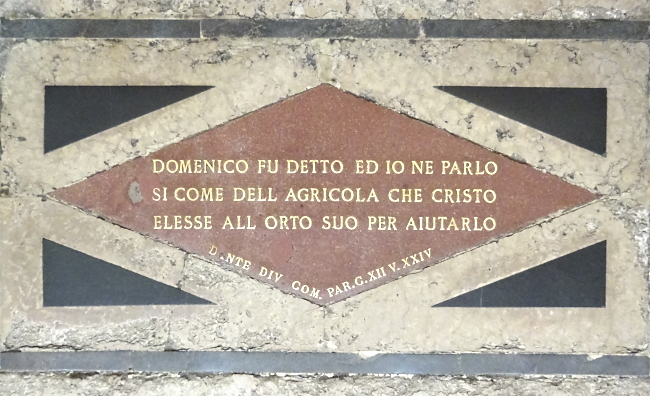 DOMENICO FU DETTO ED IO NE PARLO
SI COME DELL AGRICOLA CHE CRISTO
ELESSE ALL ORTO SUO PER AIUTARLO
DIV. COM. PAR.C.XII V.XXIV